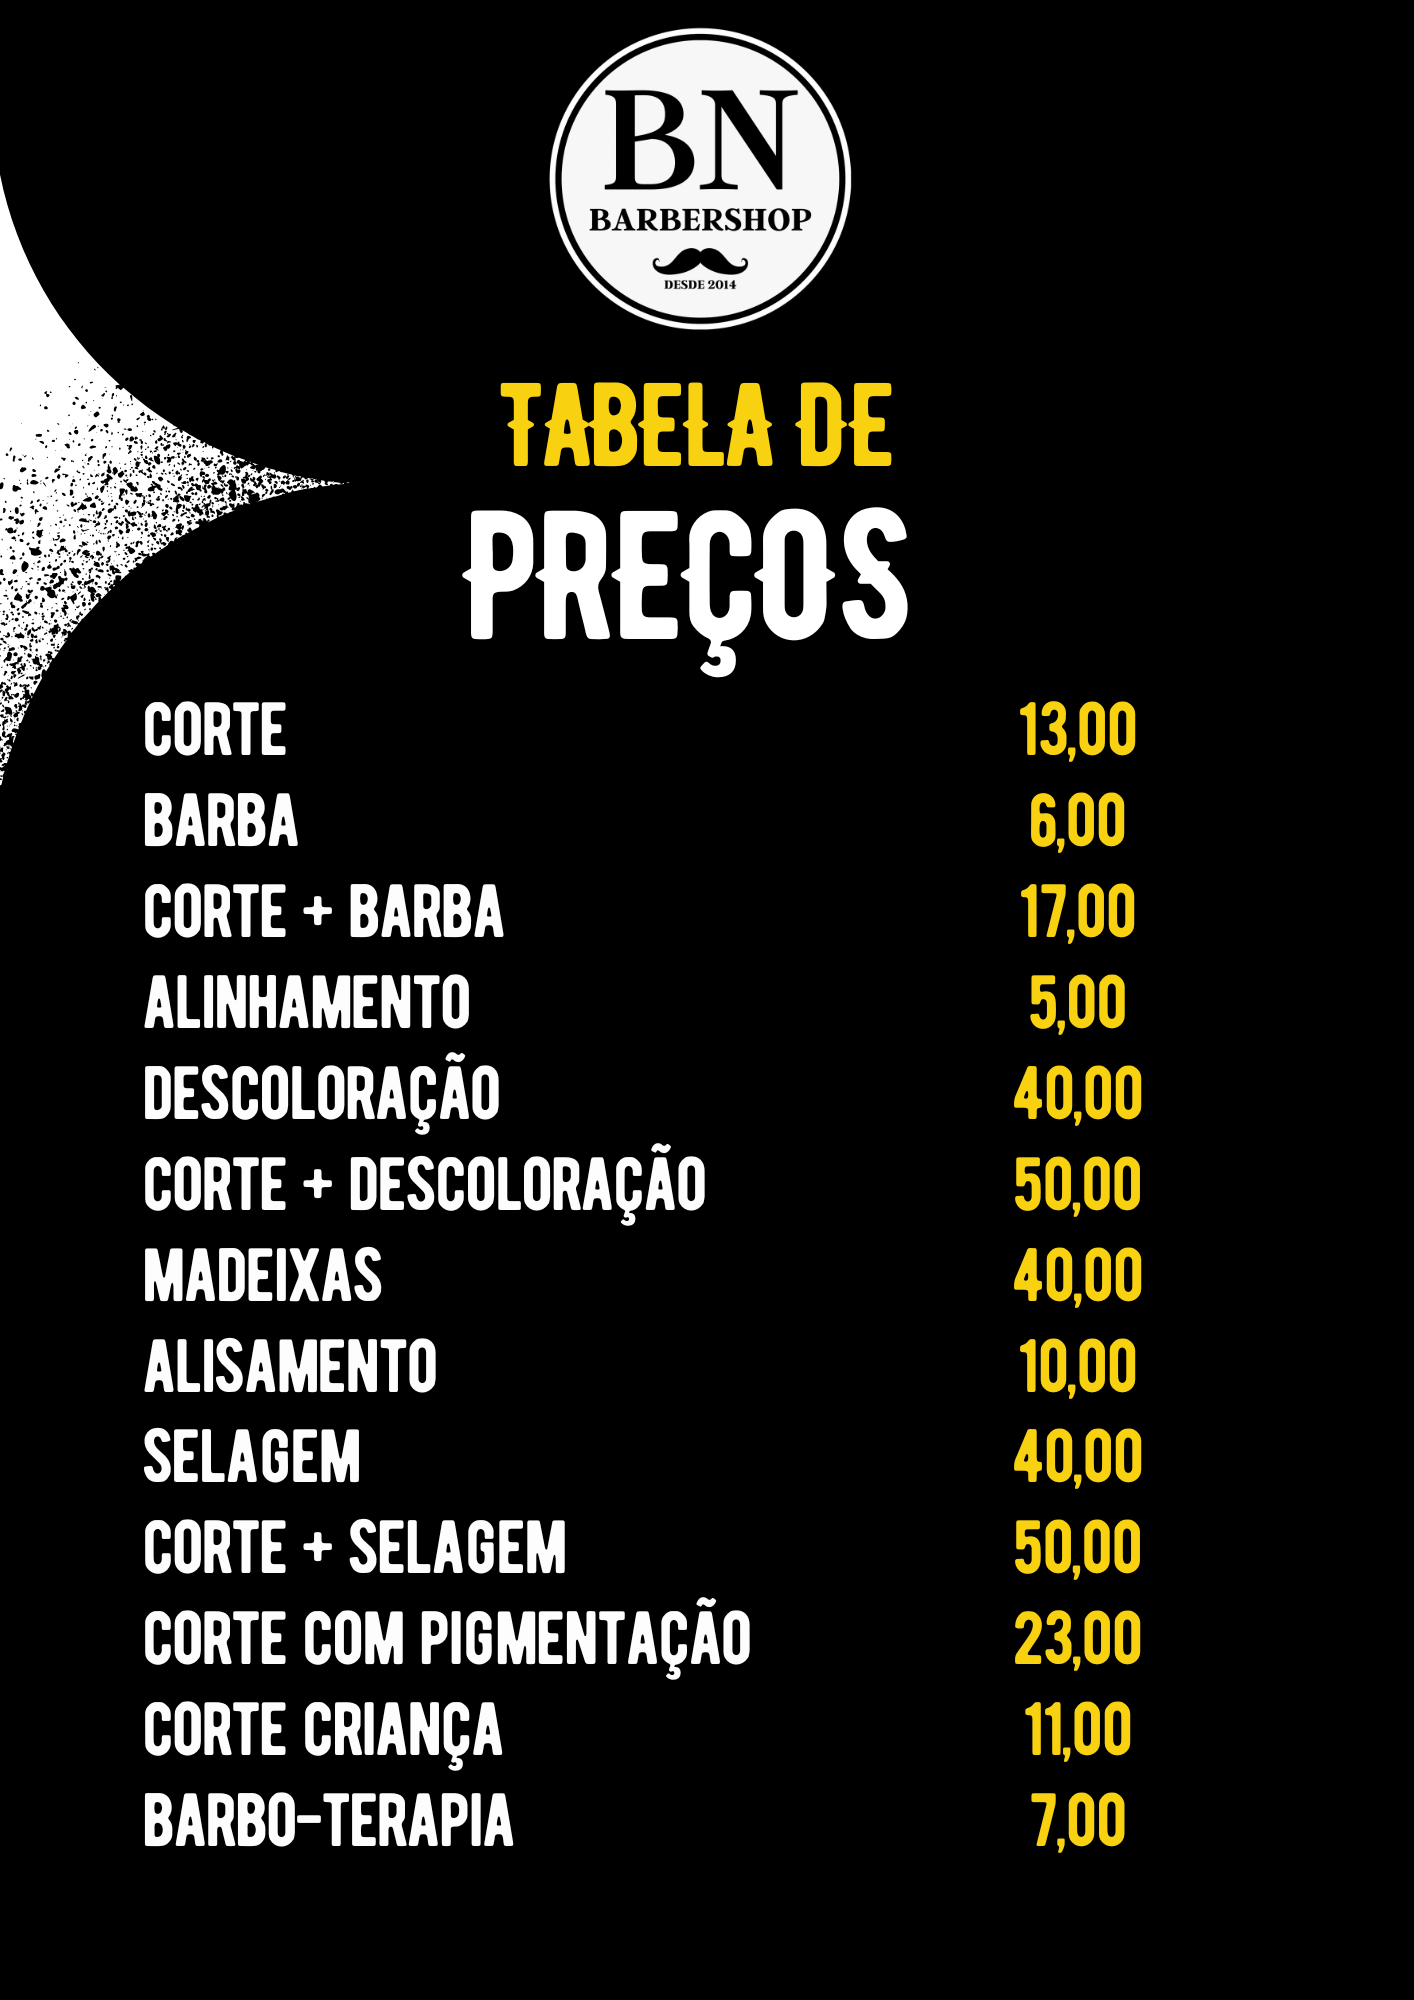 BN
BARBERSHOP
DESDE 2014
TABELA DE
PREÇOS
CORTE 13,00
BARBA 6,00
CORTE + BARBA 17,00
ALINHAMENTO 5,00
DESCOLORAÇÃO 40,00
CORTE + DESCOLORAÇÃO 50,00
MADEIXAS 40,00
ALISAMENTO 10,00
SELAGEM 40,00
CORTE + SELAGEM 50,00
CORTE COM PIGMENTAÇÃO 23,00
CORTE CRIANÇA 11,00
BARBO-TERAPIA 7,00